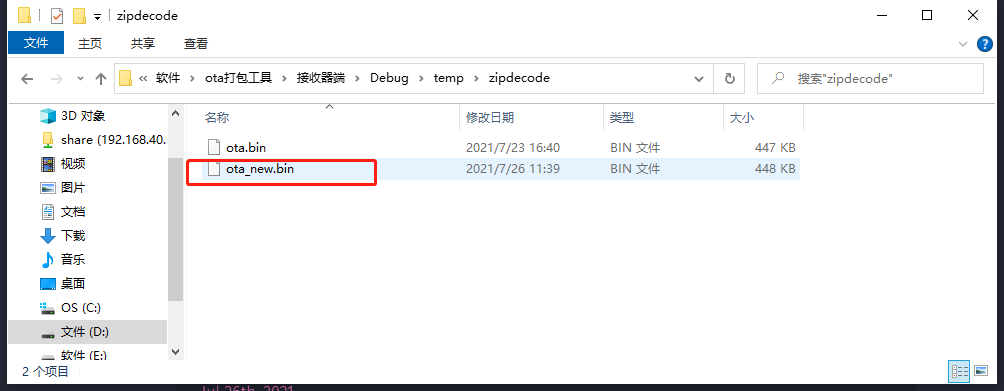 zipdecode
文件 主页 共享 查看
« 软件 › ota打包工具 › 接收器端 › Debug › temp › zipdecode
搜索"zipdecode"
名称 修改日期 类型 大小
3D 对象
share (192.168.40.
视频
图片
文档
下载
音乐
桌面
OS (C:)
文件 (D:)
软件 (E:)
ota.bin 2021/7/23 16:40 BIN 文件 447 KB
ota_new.bin 2021/7/26 11:39 BIN 文件 448 KB
2 个项目
Jul 26th, 2021